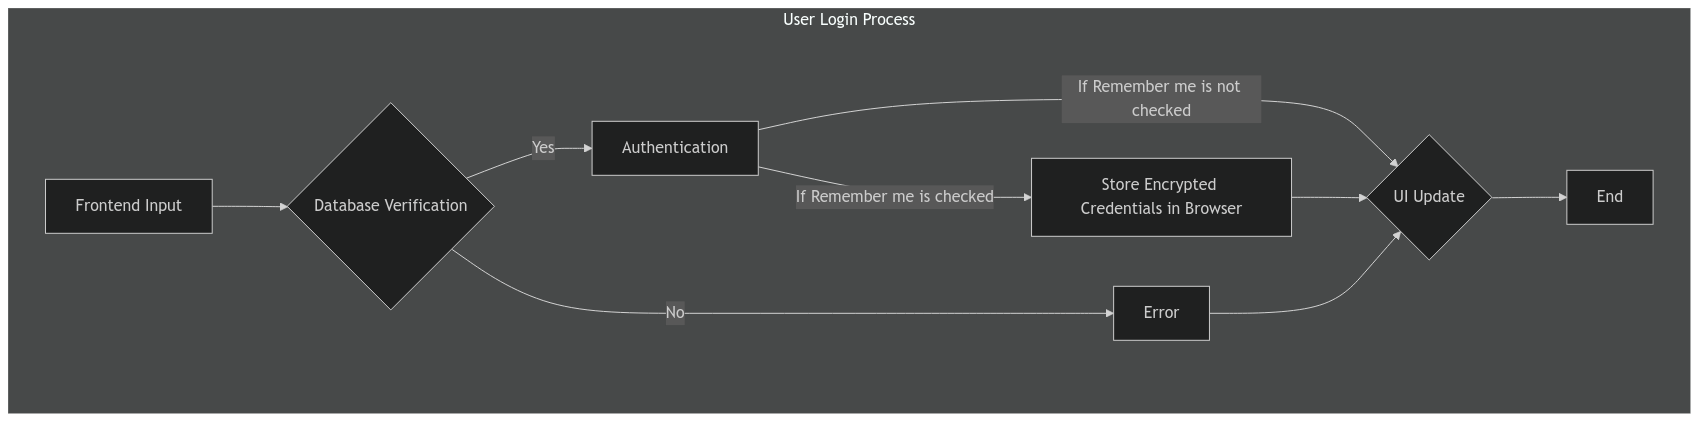 User Login Process
Frontend Input
Database Verification
Yes
No
Authentication
If Remember me is not
checked
If Remember me is checked
Store Encrypted
Credentials in Browser
Error
UI Update
End